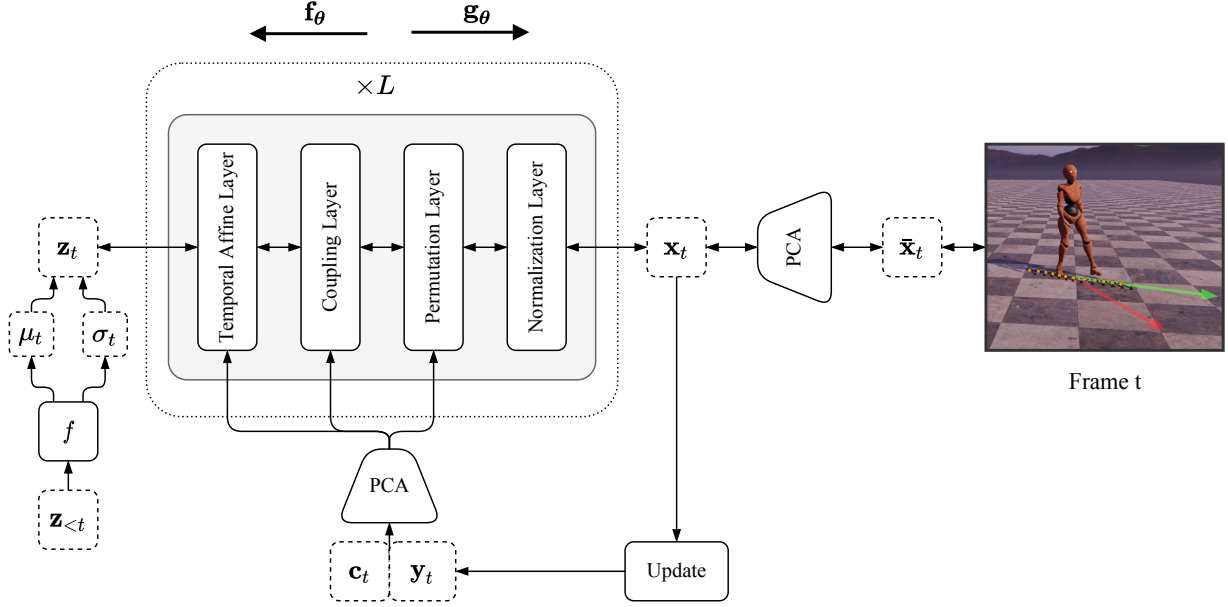 f_θ
g_θ
×L
Temporal Affine Layer
Coupling Layer
Permutation Layer
Normalization Layer
z_t
x_t
PCA
x̄_t
μ_t
σ_t
Frame t
f
PCA
z_{<t}
c_t
y_t
Update